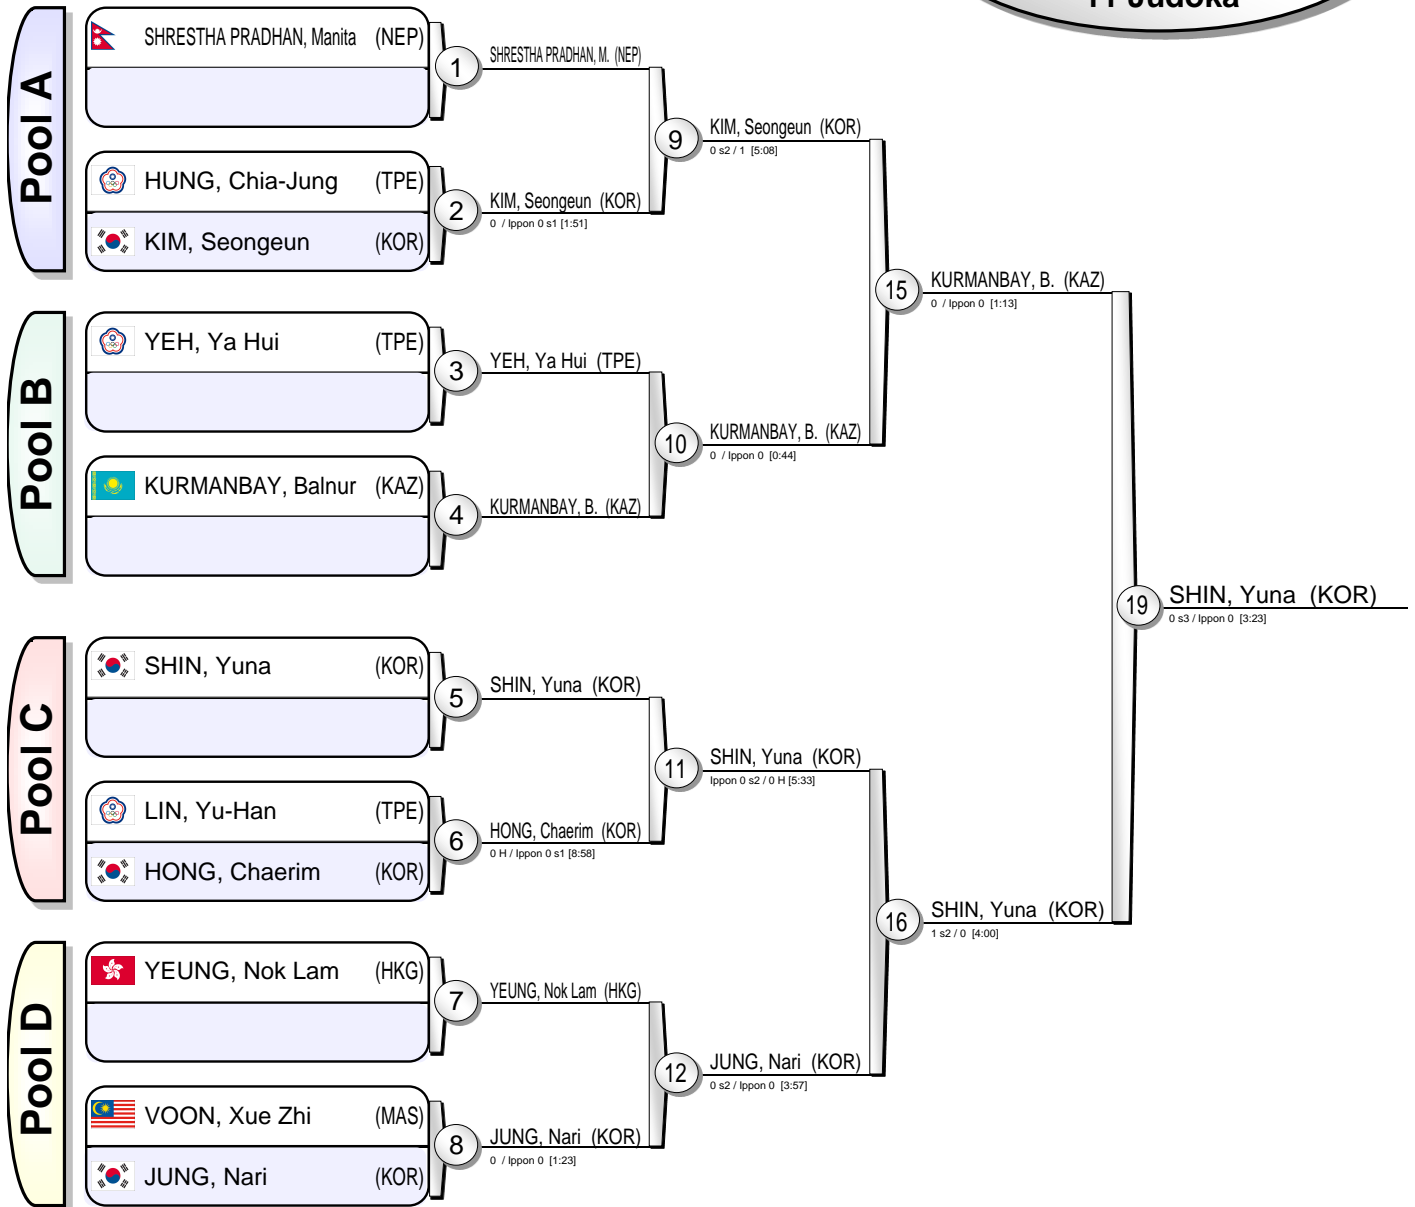 11 Judoka
Pool A
SHRESTHA PRADHAN, Manita (NEP)
1
SHRESTHA PRADHAN, M. (NEP)
HUNG, Chia-Jung (TPE)
KIM, Seongeun (KOR)
2
KIM, Seongeun (KOR)
0 / Ippon 0 s1 [1:51]
9
KIM, Seongeun (KOR)
0 s2 / 1 [5:08]
Pool B
YEH, Ya Hui (TPE)
3
YEH, Ya Hui (TPE)
KURMANBAY, Balnur (KAZ)
4
KURMANBAY, B. (KAZ)
10
KURMANBAY, B. (KAZ)
0 / Ippon 0 [0:44]
15
KURMANBAY, B. (KAZ)
0 / Ippon 0 [1:13]
19
SHIN, Yuna (KOR)
0 s3 / Ippon 0 [3:23]
Pool C
SHIN, Yuna (KOR)
5
SHIN, Yuna (KOR)
LIN, Yu-Han (TPE)
HONG, Chaerim (KOR)
6
HONG, Chaerim (KOR)
0 H / Ippon 0 s1 [8:58]
11
SHIN, Yuna (KOR)
Ippon 0 s2 / 0 H [5:33]
Pool D
YEUNG, Nok Lam (HKG)
7
YEUNG, Nok Lam (HKG)
VOON, Xue Zhi (MAS)
JUNG, Nari (KOR)
8
JUNG, Nari (KOR)
0 / Ippon 0 [1:23]
12
JUNG, Nari (KOR)
0 s2 / Ippon 0 [3:57]
16
SHIN, Yuna (KOR)
1 s2 / 0 [4:00]